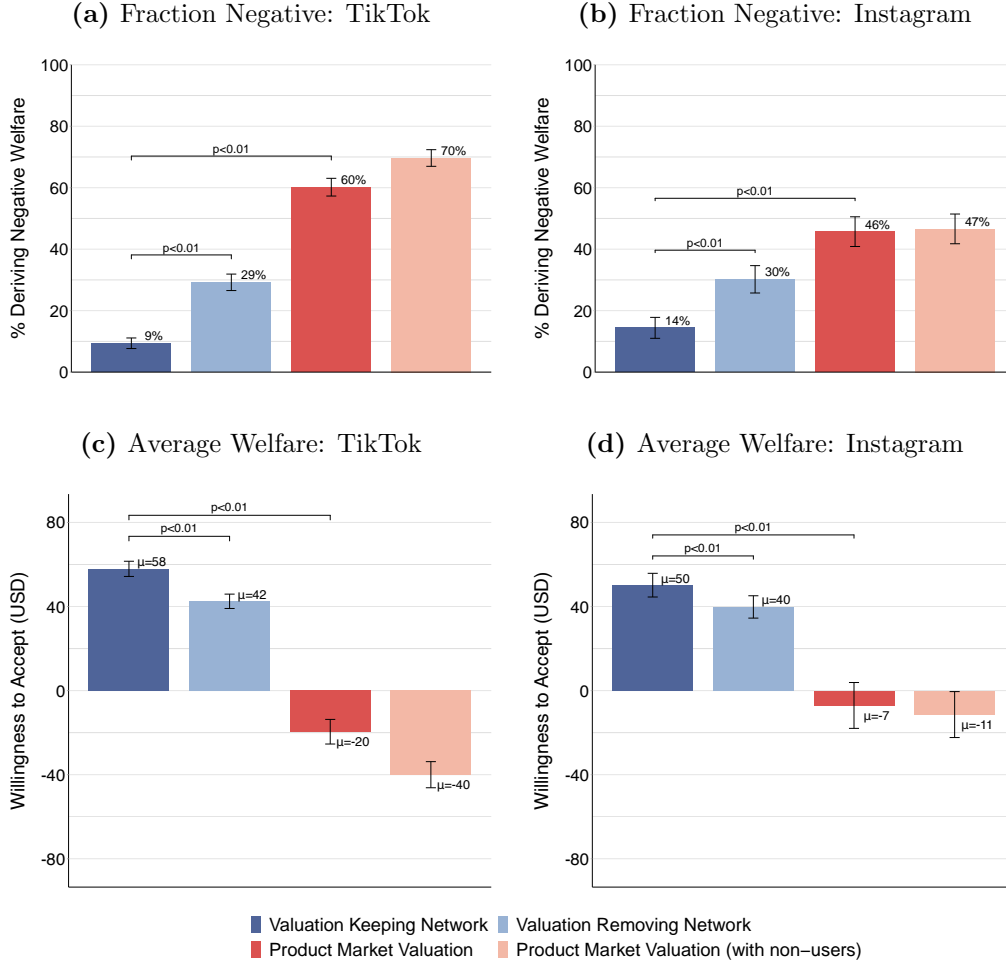 (a) Fraction Negative: TikTok
(b) Fraction Negative: Instagram
% Deriving Negative Welfare
100
80
60
40
20
0
p<0.01
p<0.01
9%
29%
60%
70%
% Deriving Negative Welfare
100
80
60
40
20
0
p<0.01
p<0.01
14%
30%
46%
47%
(c) Average Welfare: TikTok
(d) Average Welfare: Instagram
Willingness to Accept (USD)
80
40
0
-40
-80
p<0.01
p<0.01
μ=58
μ=42
μ=-20
μ=-40
Willingness to Accept (USD)
80
40
0
-40
-80
p<0.01
p<0.01
μ=50
μ=40
μ=-7
μ=-11
Valuation Keeping Network
Valuation Removing Network
Product Market Valuation
Product Market Valuation (with non−users)